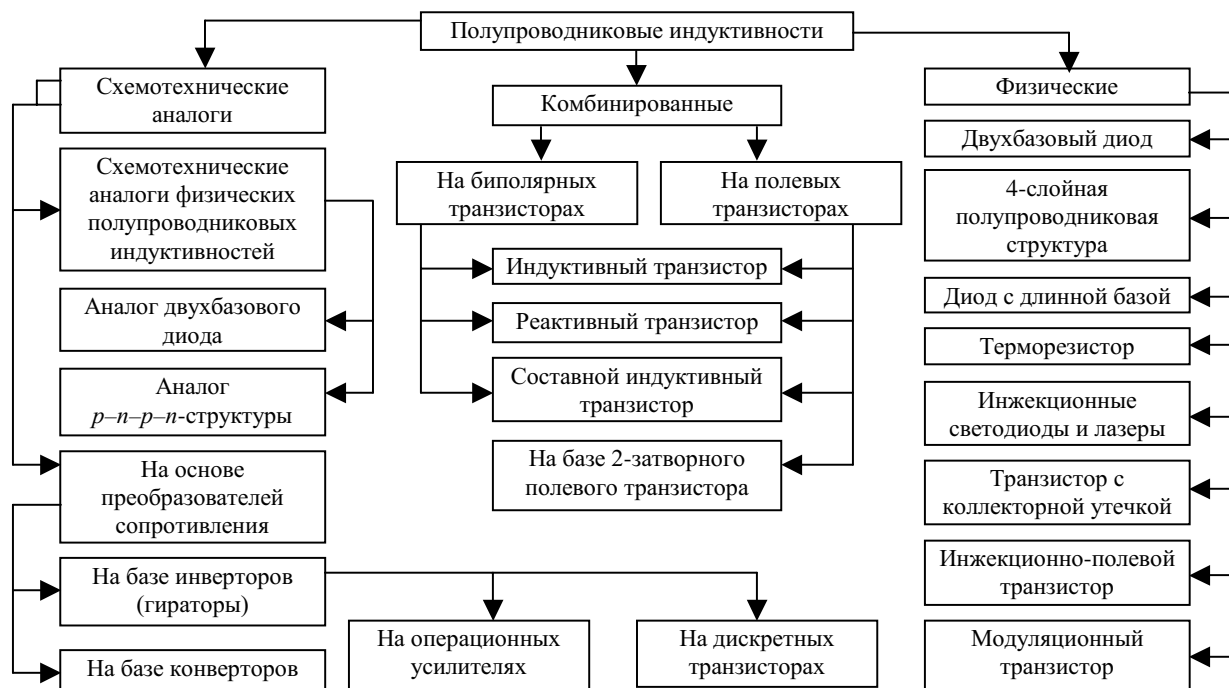 Полупроводниковые индуктивности
Схемотехнические
аналоги
Схемотехнические
аналоги физических
полупроводниковых
индуктивностей
Аналог двухбазового
диода
Аналог
p–n–p–n-структуры
На основе
преобразователей
сопротивления
На базе инверторов
(гираторы)
На базе конверторов
На операционных
усилителях
На дискретных
транзисторах
Комбинированные
На биполярных
транзисторах
На полевых
транзисторах
Индуктивный транзистор
Реактивный транзистор
Составной индуктивный
транзистор
На базе 2-затворного
полевого транзистора
Физические
Двухбазовый диод
4-слойная
полупроводниковая
структура
Диод с длинной базой
Терморезистор
Инжекционные
светодиоды и лазеры
Транзистор с
коллекторной утечкой
Инжекционно-полевой
транзистор
Модуляционный
транзистор